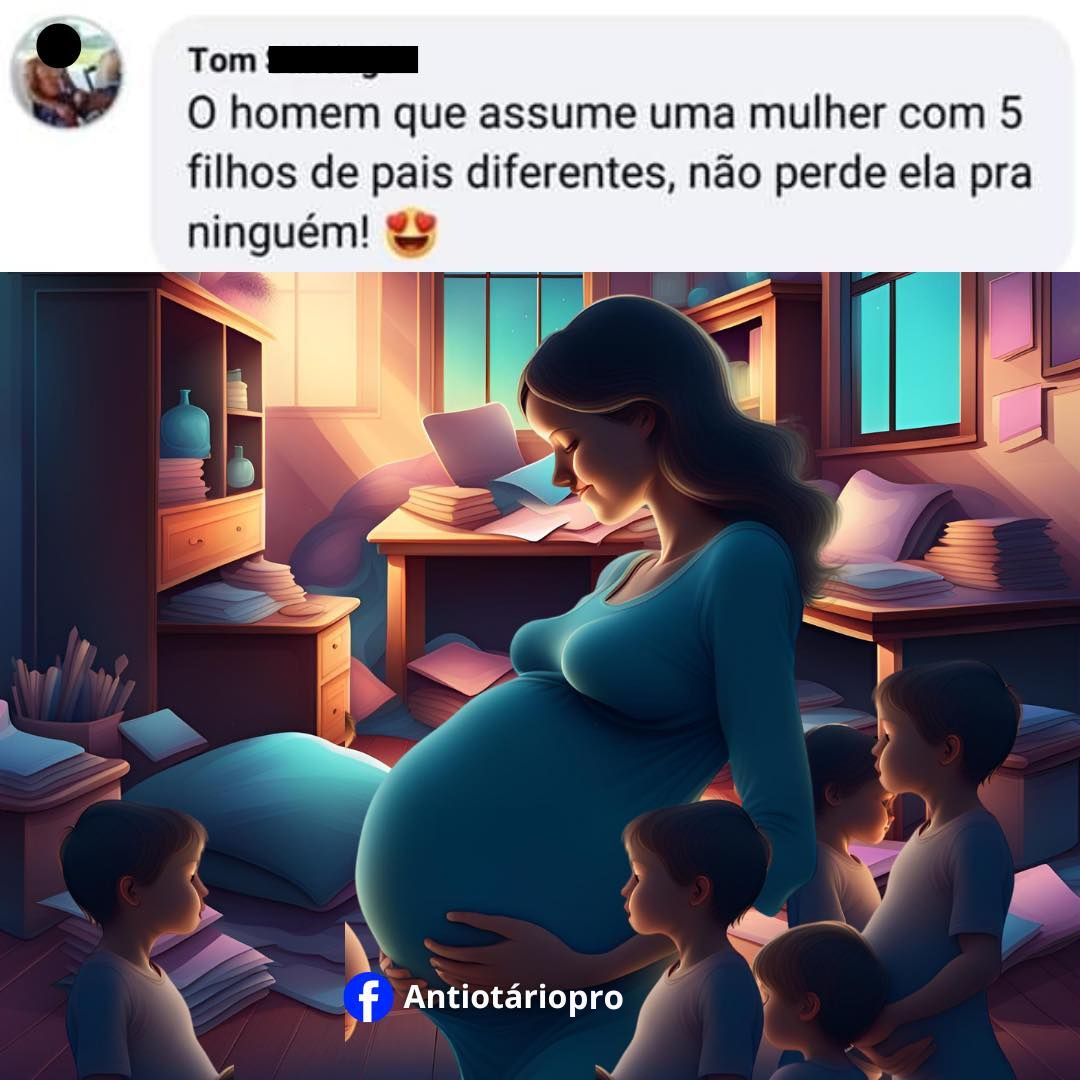 Tom
O homem que assume uma mulher com 5
filhos de pais diferentes, não perde ela pra
ninguém! 😍
Antiotáriopro